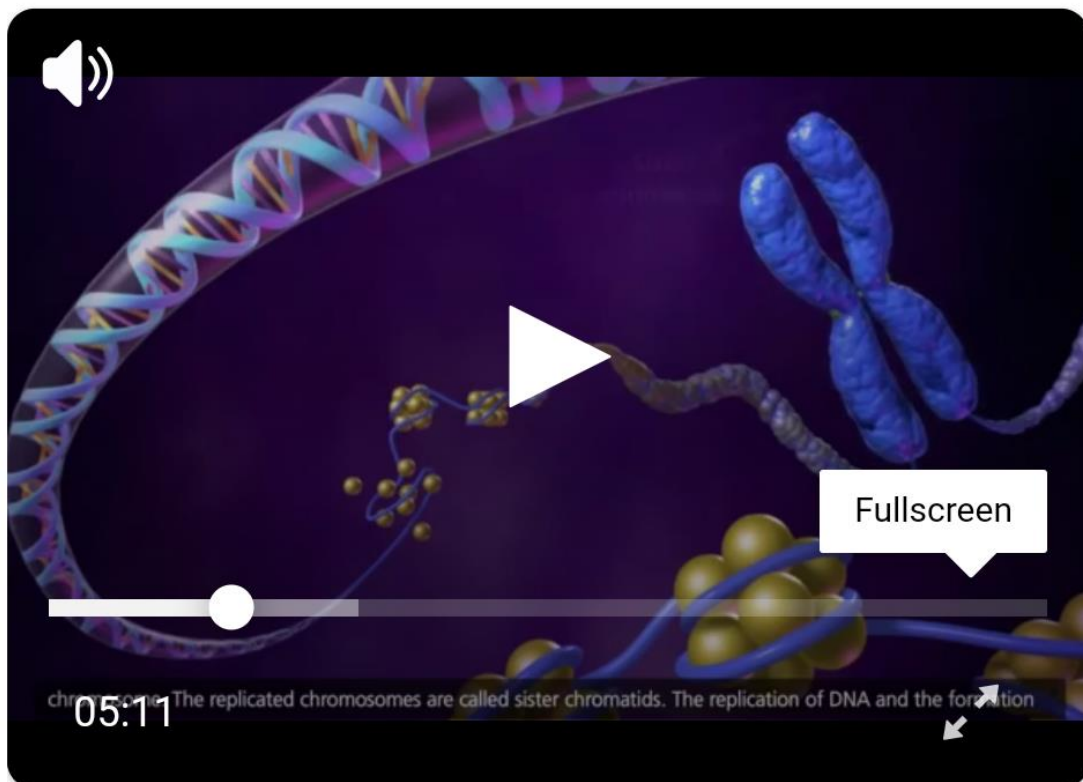 Fullscreen
chromosome. The replicated chromosomes are called sister chromatids. The replication of DNA and the formation
05:11